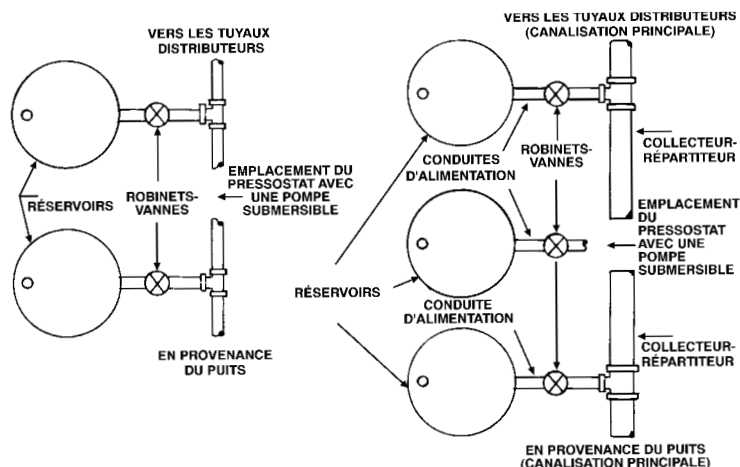 VERS LES TUYAUX
DISTRIBUTEURS
RÉSERVOIRS
ROBINETS-
VANNES
EMPLACEMENT DU
PRESSOSTAT AVEC
UNE POMPE
SUBMERSIBLE
EN PROVENANCE
DU PUITS
VERS LES TUYAUX DISTRIBUTEURS
(CANALISATION PRINCIPALE)
CONDUITES
D'ALIMENTATION
ROBINETS-
VANNES
COLLECTEUR-
RÉPARTITEUR
EMPLACEMENT
DU
PRESSOSTAT
AVEC UNE
POMPE
SUBMERSIBLE
RÉSERVOIRS
CONDUITE
D'ALIMENTATION
COLLECTEUR-
RÉPARTITEUR
EN PROVENANCE DU PUITS
(CANALISATION PRINCIPALE)